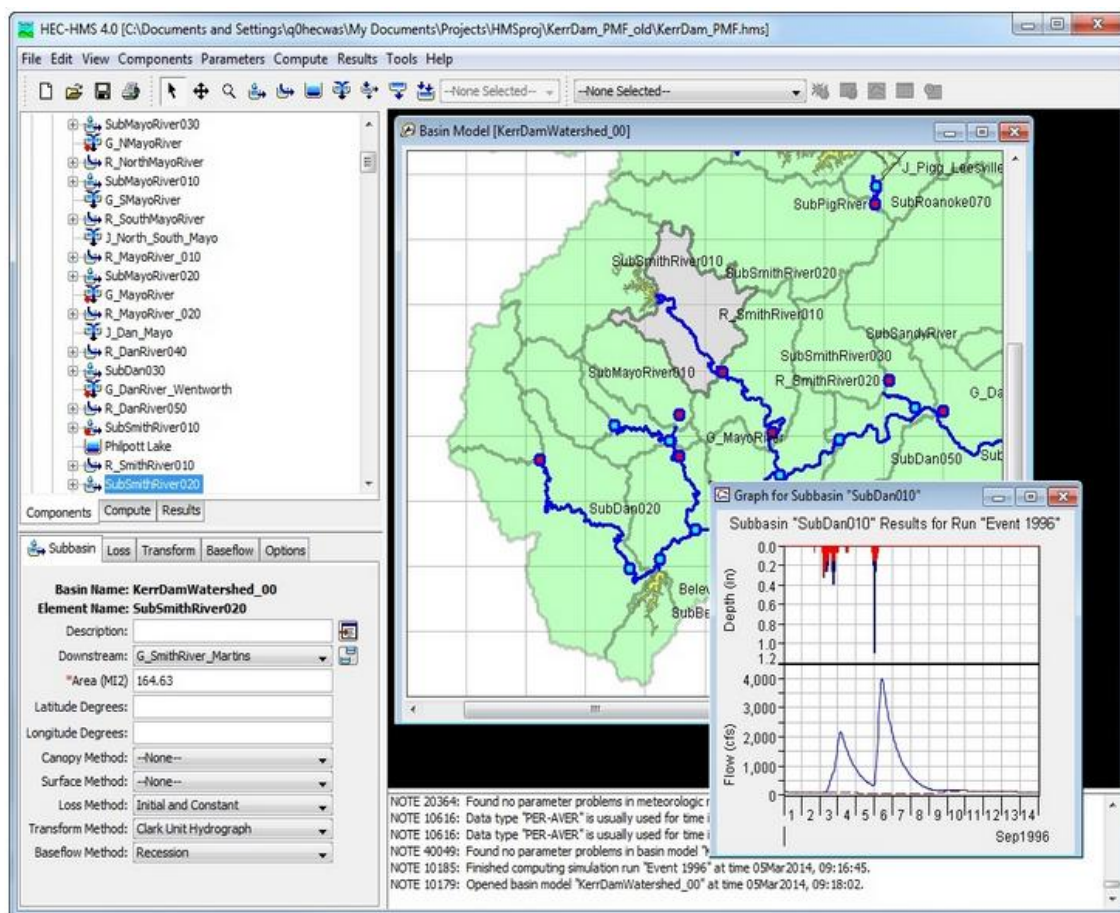 HEC-HMS 4.0 [C:\Documents and Settings\q0hecwas\My Documents\Projects\HMSproj\KerrDam_PMF_old\KerrDam_PMF.hms]
File Edit View Components Parameters Compute Results Tools Help
--None Selected-- --None Selected--
SubMayoRiver030
G_NMayoRiver
R_NorthMayoRiver
SubMayoRiver010
G_SMayoRiver
R_SouthMayoRiver
J_North_South_Mayo
R_MayoRiver_010
SubMayoRiver020
G_MayoRiver
R_MayoRiver_020
J_Dan_Mayo
R_DanRiver040
SubDan030
G_DanRiver_Wentworth
R_DanRiver050
SubSmithRiver010
Philpott Lake
R_SmithRiver010
SubSmithRiver020
Components Compute Results
Subbasin Loss Transform Baseflow Options
Basin Name: KerrDamWatershed_00
Element Name: SubSmithRiver020
Description:
Downstream: G_SmithRiver_Martins
*Area (MI2) 164.63
Latitude Degrees:
Longitude Degrees:
Canopy Method: --None--
Surface Method: --None--
Loss Method: Initial and Constant
Transform Method: Clark Unit Hydrograph
Baseflow Method: Recession
Basin Model [KerrDamWatershed_00]
J_Pigg_Leesville
SubPigRiver SubRoanoke070
SubSmithRiver010
SubSmithRiver020
R_SmithRiver010
SubSandyRiver
SubSmithRiver030
SubMayoRiver010
R_SmithRiver020
G_Da
G_MayoRiver
SubDan050
Sub
SubDan020
Belev
SubBe
Graph for Subbasin "SubDan010"
Subbasin "SubDan010" Results for Run "Event 1996"
Depth (in)
0.0
0.2
0.4
0.6
0.8
1.0
1.2
Flow (cfs)
4,000
3,000
2,000
1,000
0
1 2 3 4 5 6 7 8 9 10 11 12 13 14
Sep1996
NOTE 20364: Found no parameter problems in meteorologic
NOTE 10616: Data type "PER-AVER" is usually used for time i
NOTE 10616: Data type "PER-AVER" is usually used for time i
NOTE 40049: Found no parameter problems in basin model "K
NOTE 10185: Finished computing simulation run "Event 1996" at time 05Mar2014, 09:16:45.
NOTE 10179: Opened basin model "KerrDamWatershed_00" at time 05Mar2014, 09:18:02.